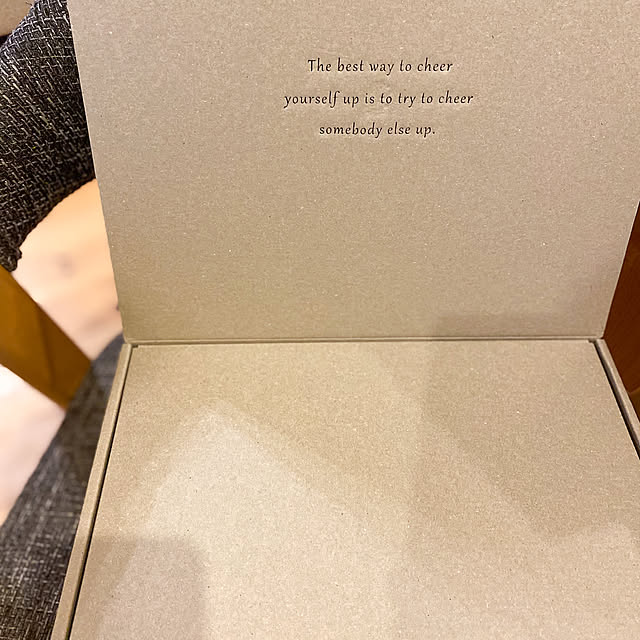 The best way to cheer
yourself up is to try to cheer
somebody else up.